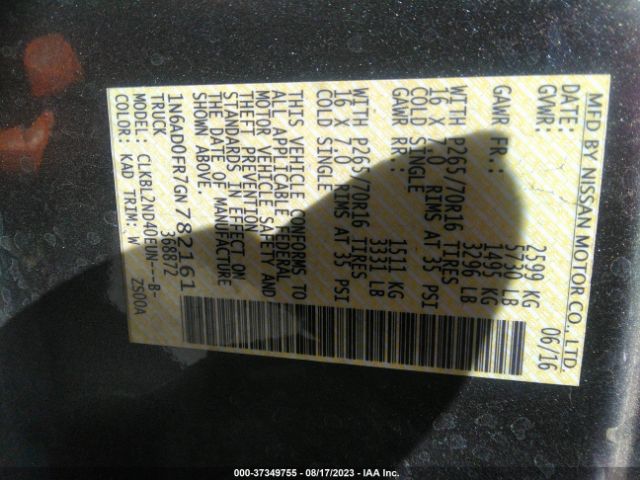 MFD BY NISSAN MOTOR CO., LTD.
DATE: 06/16
GVWR: 2599 KG
5730 LB
GAWR FR.: 1495 KG
3296 LB
WITH P265/70R16 TIRES
16 X 7.0 RIMS AT 35 PSI
COLD SINGLE
GAWR RR.: 1511 KG
3331 LB
WITH P265/70R16 TIRES
16 X 7.0 RIMS AT 35 PSI
COLD SINGLE
THIS VEHICLE CONFORMS TO
ALL APPLICABLE FEDERAL
MOTOR VEHICLE SAFETY AND
THEFT PREVENTION
STANDARDS IN EFFECT ON
THE DATE OF MANUFACTURE
SHOWN ABOVE.
1N6AD0FR7GN782161
TRUCK 368872
MODEL: CLKBL2ND40EUN---B-
COLOR: KAD TRIM: W ZS00A
000-37349755 - 08/17/2023 - IAA Inc.